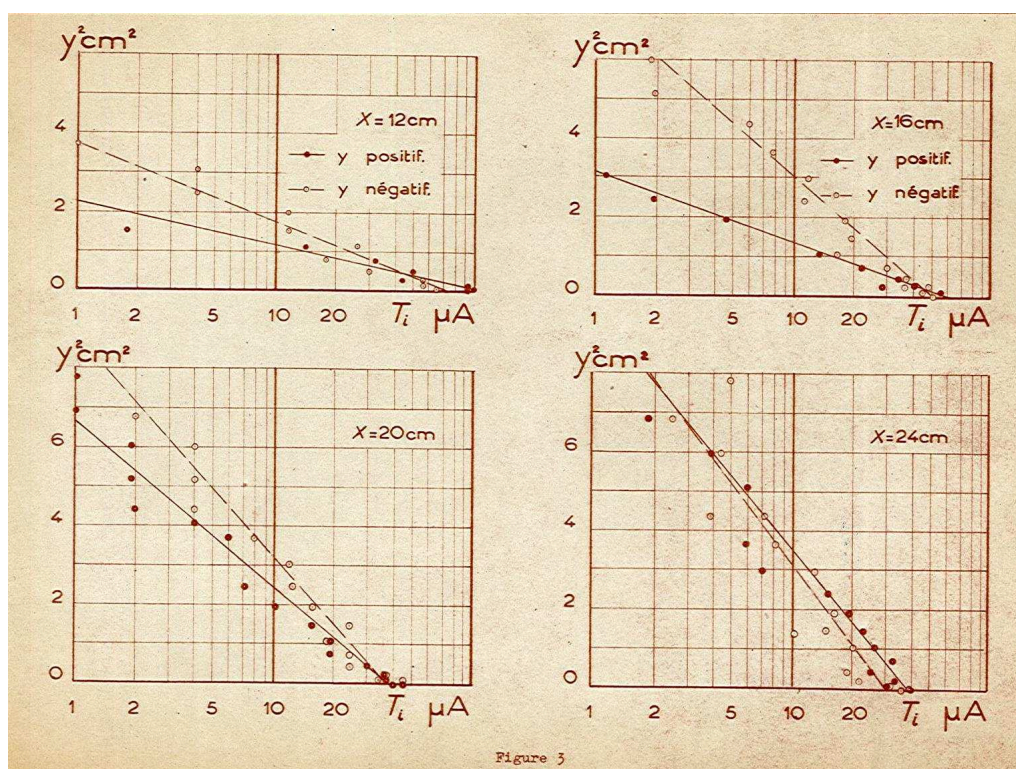 y²cm²
4
2
0
X=12cm
y positif.
y négatif.
1 2 5 10 20 Ti μA
y²cm²
4
2
0
X=16cm
y positif.
y négatif.
1 2 5 10 20 Ti μA
y²cm²
6
4
2
0
X=20cm
1 2 5 10 20 Ti μA
y²cm²
6
4
2
0
X=24cm
1 2 5 10 20 Ti μA
Figure 3